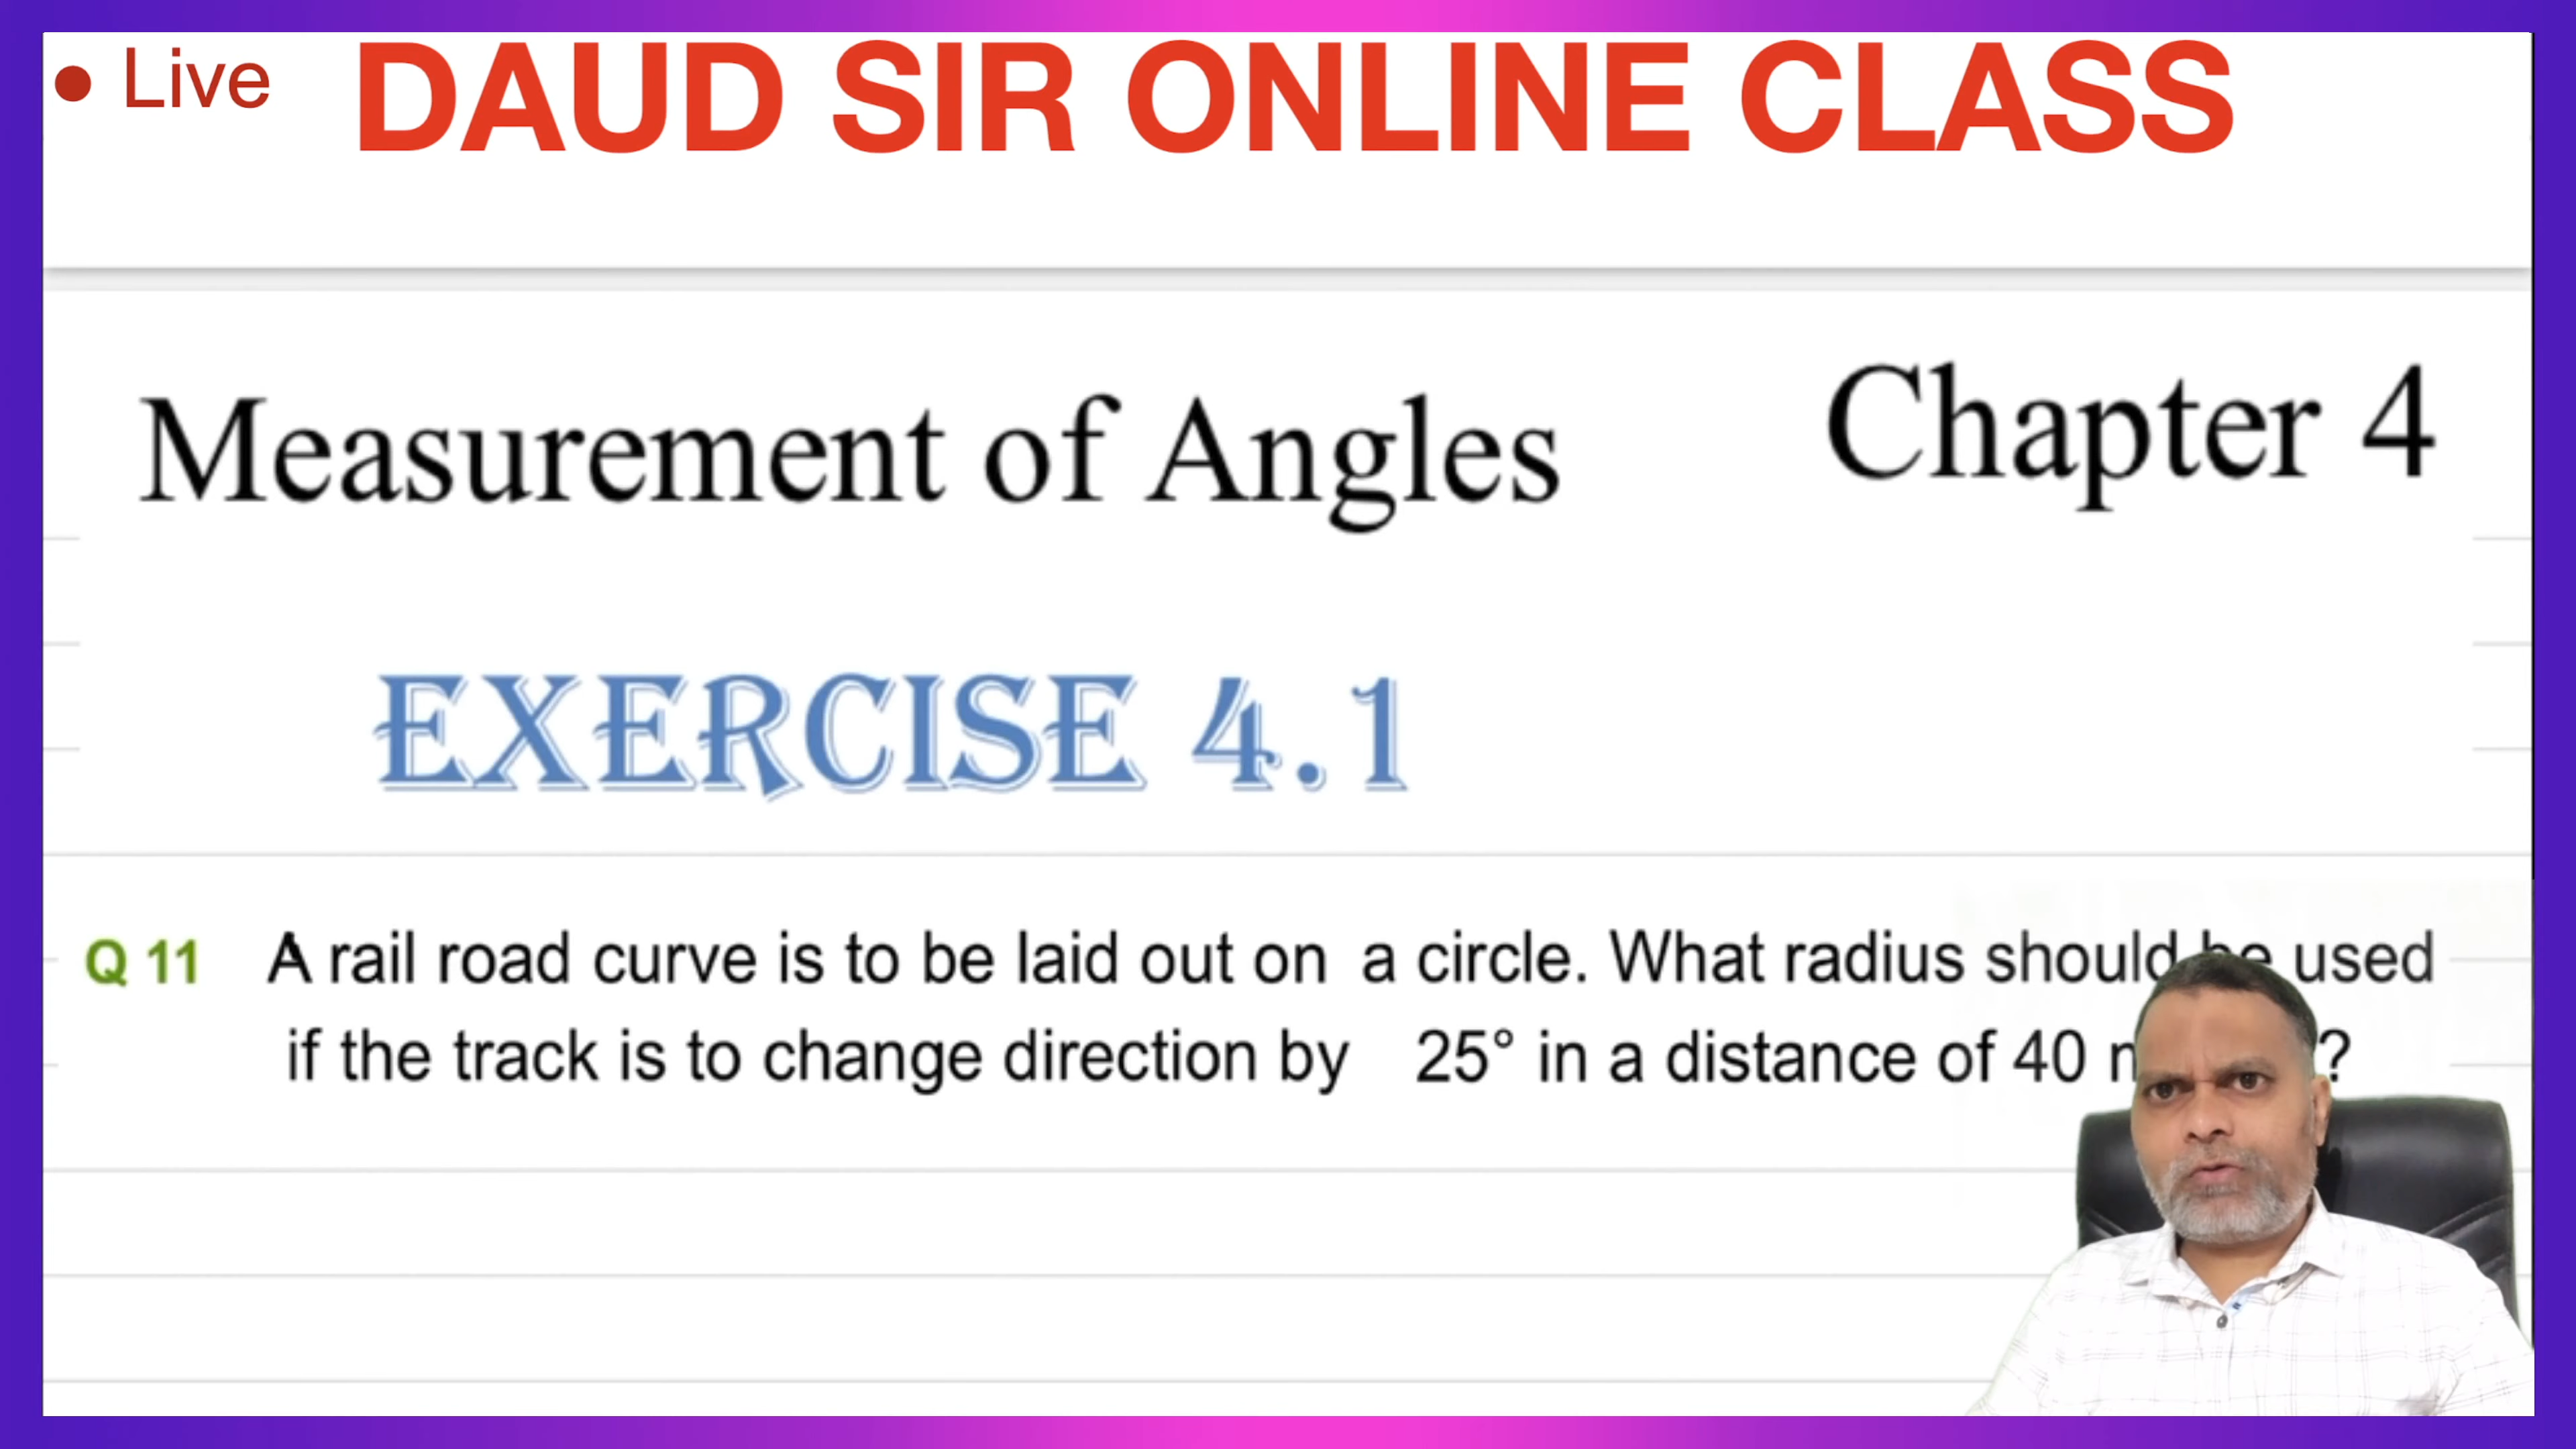 • Live DAUD SIR ONLINE CLASS
Measurement of Angles Chapter 4
EXERCISE 4.1
Q 11 A rail road curve is to be laid out on a circle. What radius should be used
if the track is to change direction by 25° in a distance of 40 ?